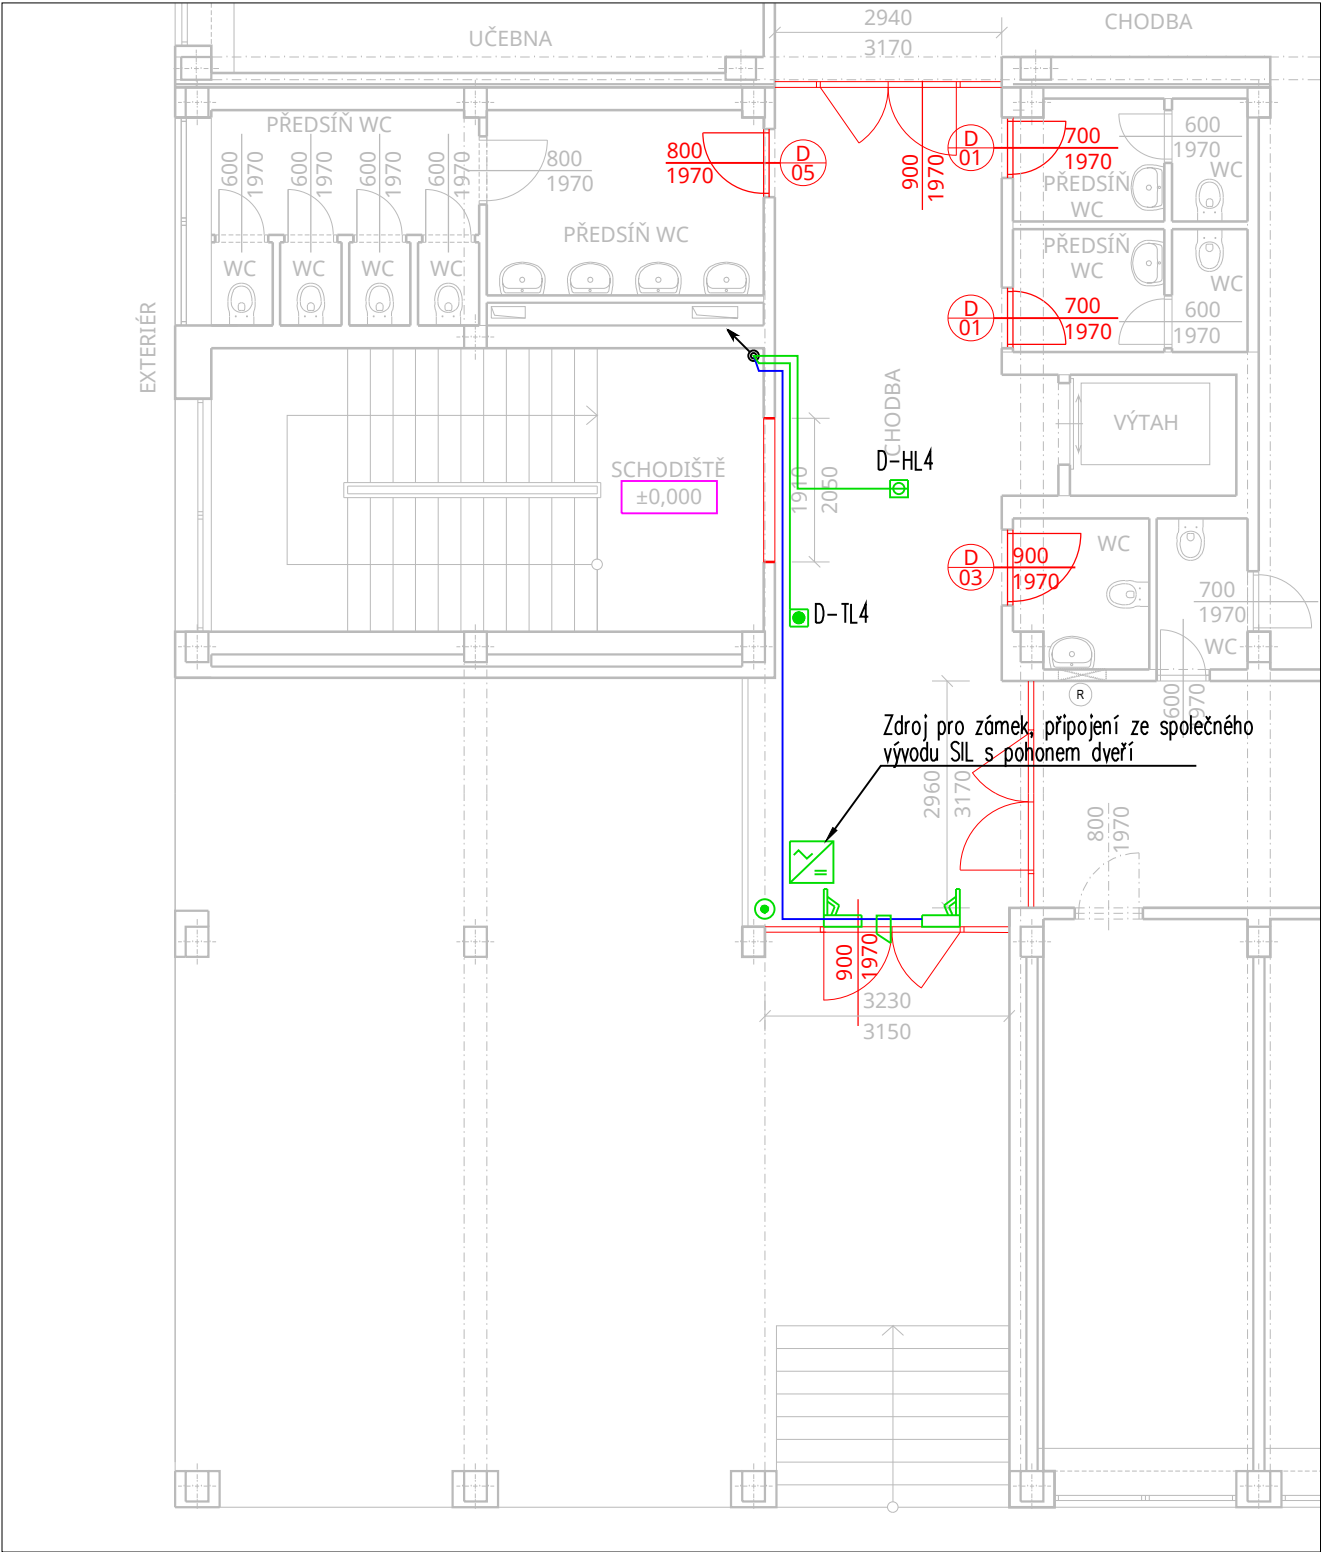 UČEBNA
2940
3170
CHODBA
PŘEDSÍŇ WC
600
1970
600
1970
600
1970
600
1970
800
1970
800
1970
D
05
900
1970
D
01
700
1970
600
1970
PŘEDSÍŇ
WC
WC
PŘEDSÍŇ WC
WC
WC
WC
WC
PŘEDSÍŇ
WC
WC
D
01
700
1970
600
1970
EXTERIÉR
CHODBA
VÝTAH
SCHODIŠTĚ
±0,000
1910
2050
D-HL4
D
03
900
1970
WC
700
1970
D-TL4
WC
600
970
R
Zdroj pro zámek, připojení ze společného
vývodu SIL s pohonem dveří
2960
3170
800
1970
900
1970
3230
3150